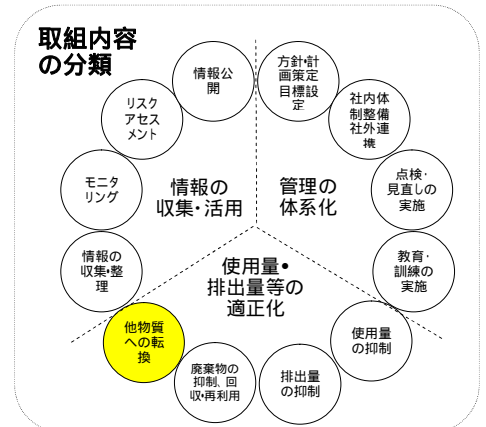 取組内容
の分類
情報公
開
方針・計
画策定
目標設
定
リスク
アセス
メント
社内体
制整備
社外連
携
モニタ
リング
情報の
収集・活用
管理の
体系化
点検・
見直しの
実施
情報の
収集・整
理
使用量・
排出量等の
適正化
教育・
訓練の
実施
他物質
への転
換
使用量
の抑制
廃棄物の
抑制、回
収・再利用
排出量
の抑制